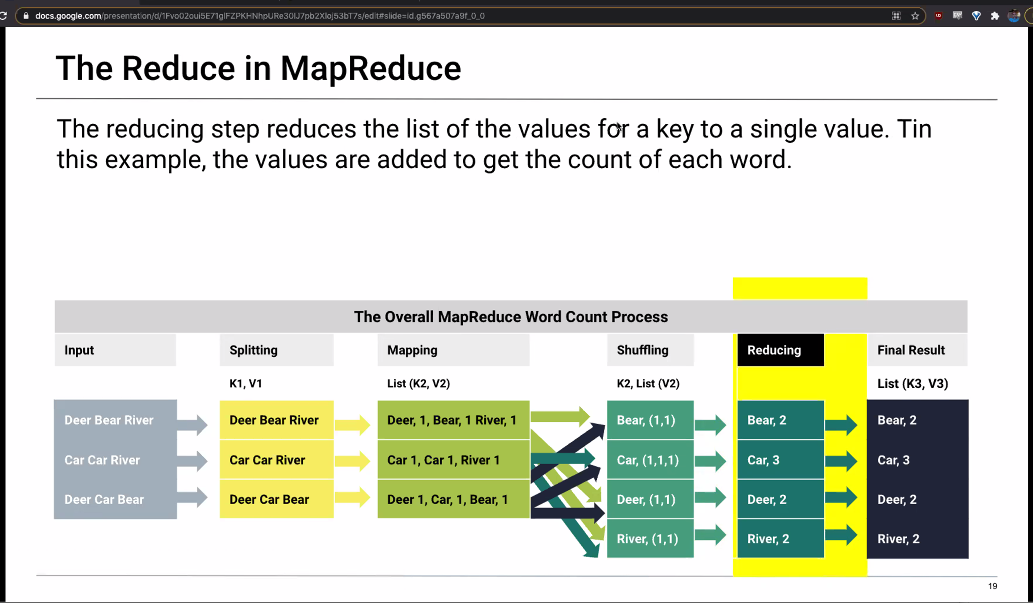 docs.google.com/presentation/d/1Fvo02oui5E71glFZPKHNhpURe30IJ7pb2Xloj53bT7s/edit#slide=id.g567a507a9f_0_0
The Reduce in MapReduce
The reducing step reduces the list of the values for a key to a single value. Tin
this example, the values are added to get the count of each word.
The Overall MapReduce Word Count Process
Input Splitting Mapping Shuffling Reducing Final Result
K1, V1 List (K2, V2) K2, List (V2) List (K3, V3)
Deer Bear River Deer Bear River Deer, 1, Bear, 1 River, 1 Bear, (1,1) Bear, 2 Bear, 2
Car Car River Car Car River Car 1, Car 1, River 1 Car, (1,1,1) Car, 3 Car, 3
Deer Car Bear Deer Car Bear Deer 1, Car, 1, Bear, 1 Deer, (1,1) Deer, 2 Deer, 2
River, (1,1) River, 2 River, 2
19